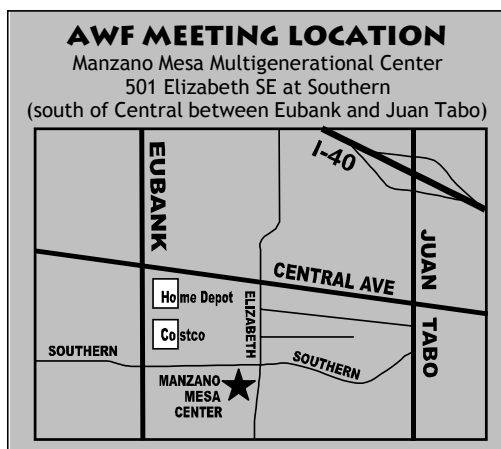 AWF MEETING LOCATION
Manzano Mesa Multigenerational Center
501 Elizabeth SE at Southern
(south of Central between Eubank and Juan Tabo)
I-40
EUBANK
JUAN
CENTRAL AVE
Home Depot
ELIZABETH
Costco
TABO
SOUTHERN
SOUTHERN
MANZANO
MESA
CENTER